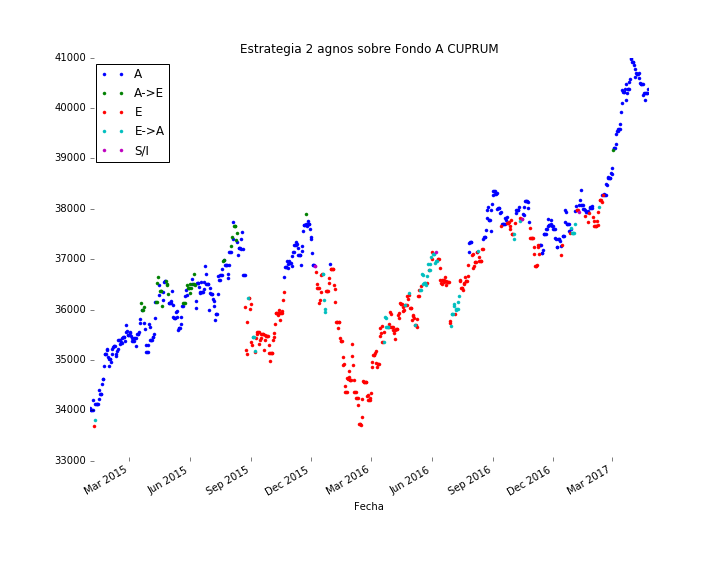 Estrategia 2 agnos sobre Fondo A CUPRUM
41000
40000
39000
38000
37000
36000
35000
34000
33000
A
A->E
E
E->A
S/I
Mar 2015
Jun 2015
Sep 2015
Dec 2015
Mar 2016
Jun 2016
Sep 2016
Dec 2016
Mar 2017
Fecha